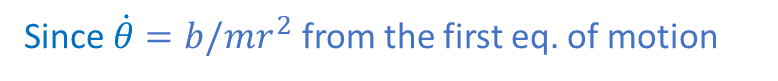 Since θ̇ = b/mr² from the first eq. of motion